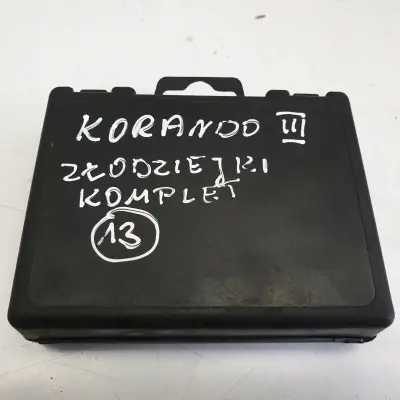 KORANDO III
ZŁODZIEJKI
KOMPLET
13